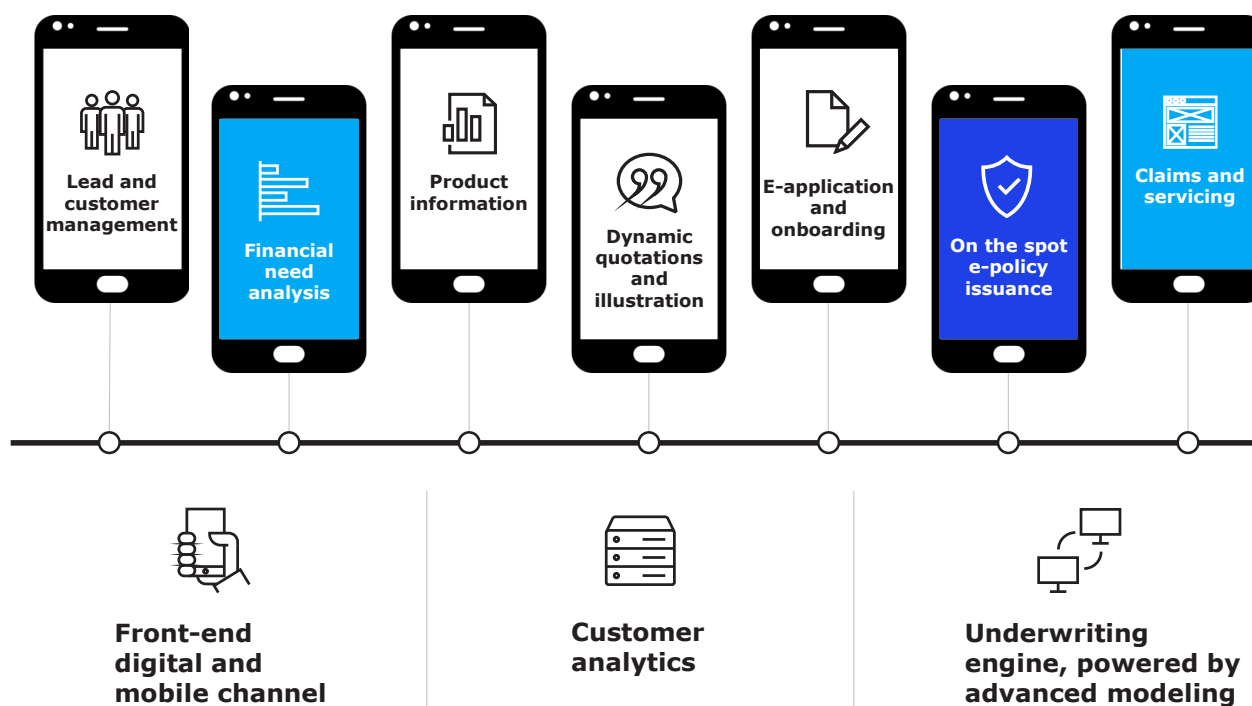 Lead and
customer
management
Financial
need
analysis
Product
information
Dynamic
quotations
and
illustration
E-application
and
onboarding
On the spot
e-policy
issuance
Claims and
servicing
Front-end
digital and
mobile channel
Customer
analytics
Underwriting
engine, powered by
advanced modeling